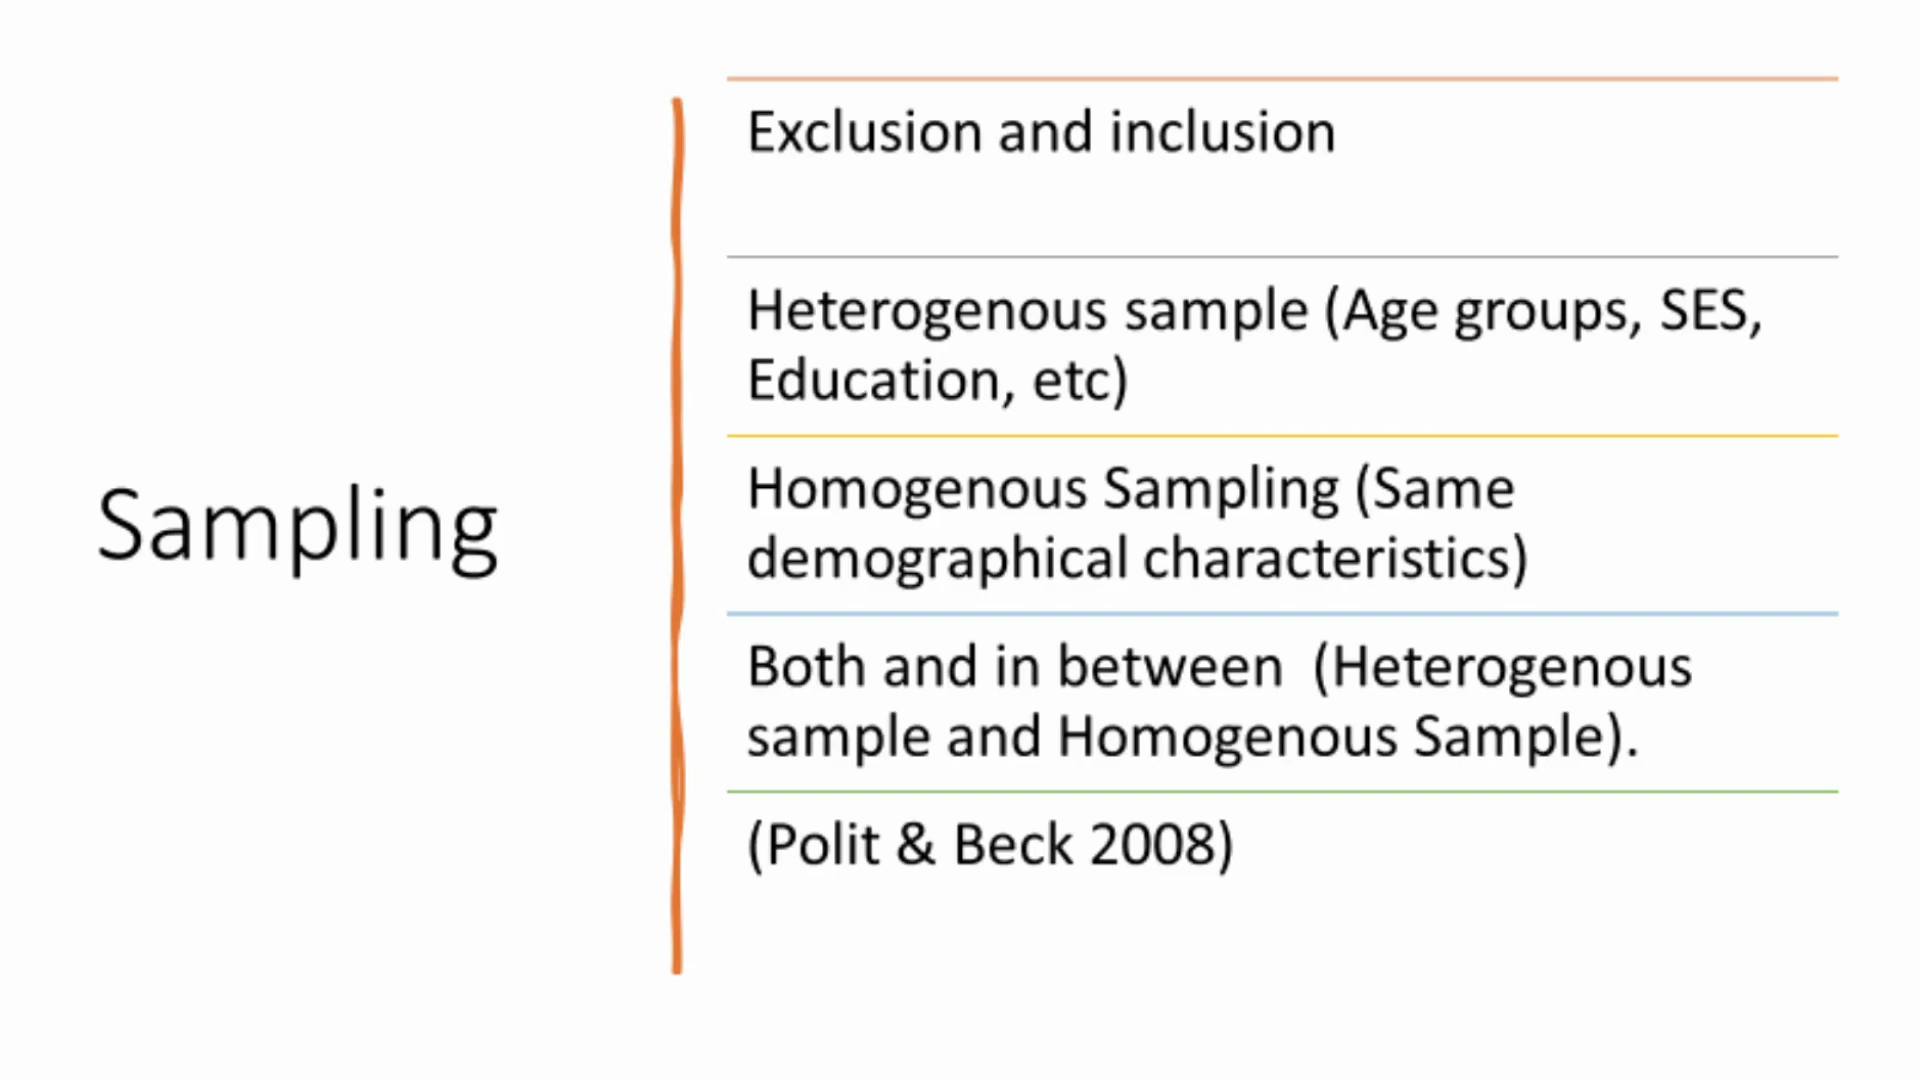 Sampling
Exclusion and inclusion
Heterogenous sample (Age groups, SES,
Education, etc)
Homogenous Sampling (Same
demographical characteristics)
Both and in between  (Heterogenous
sample and Homogenous Sample).
(Polit & Beck 2008)